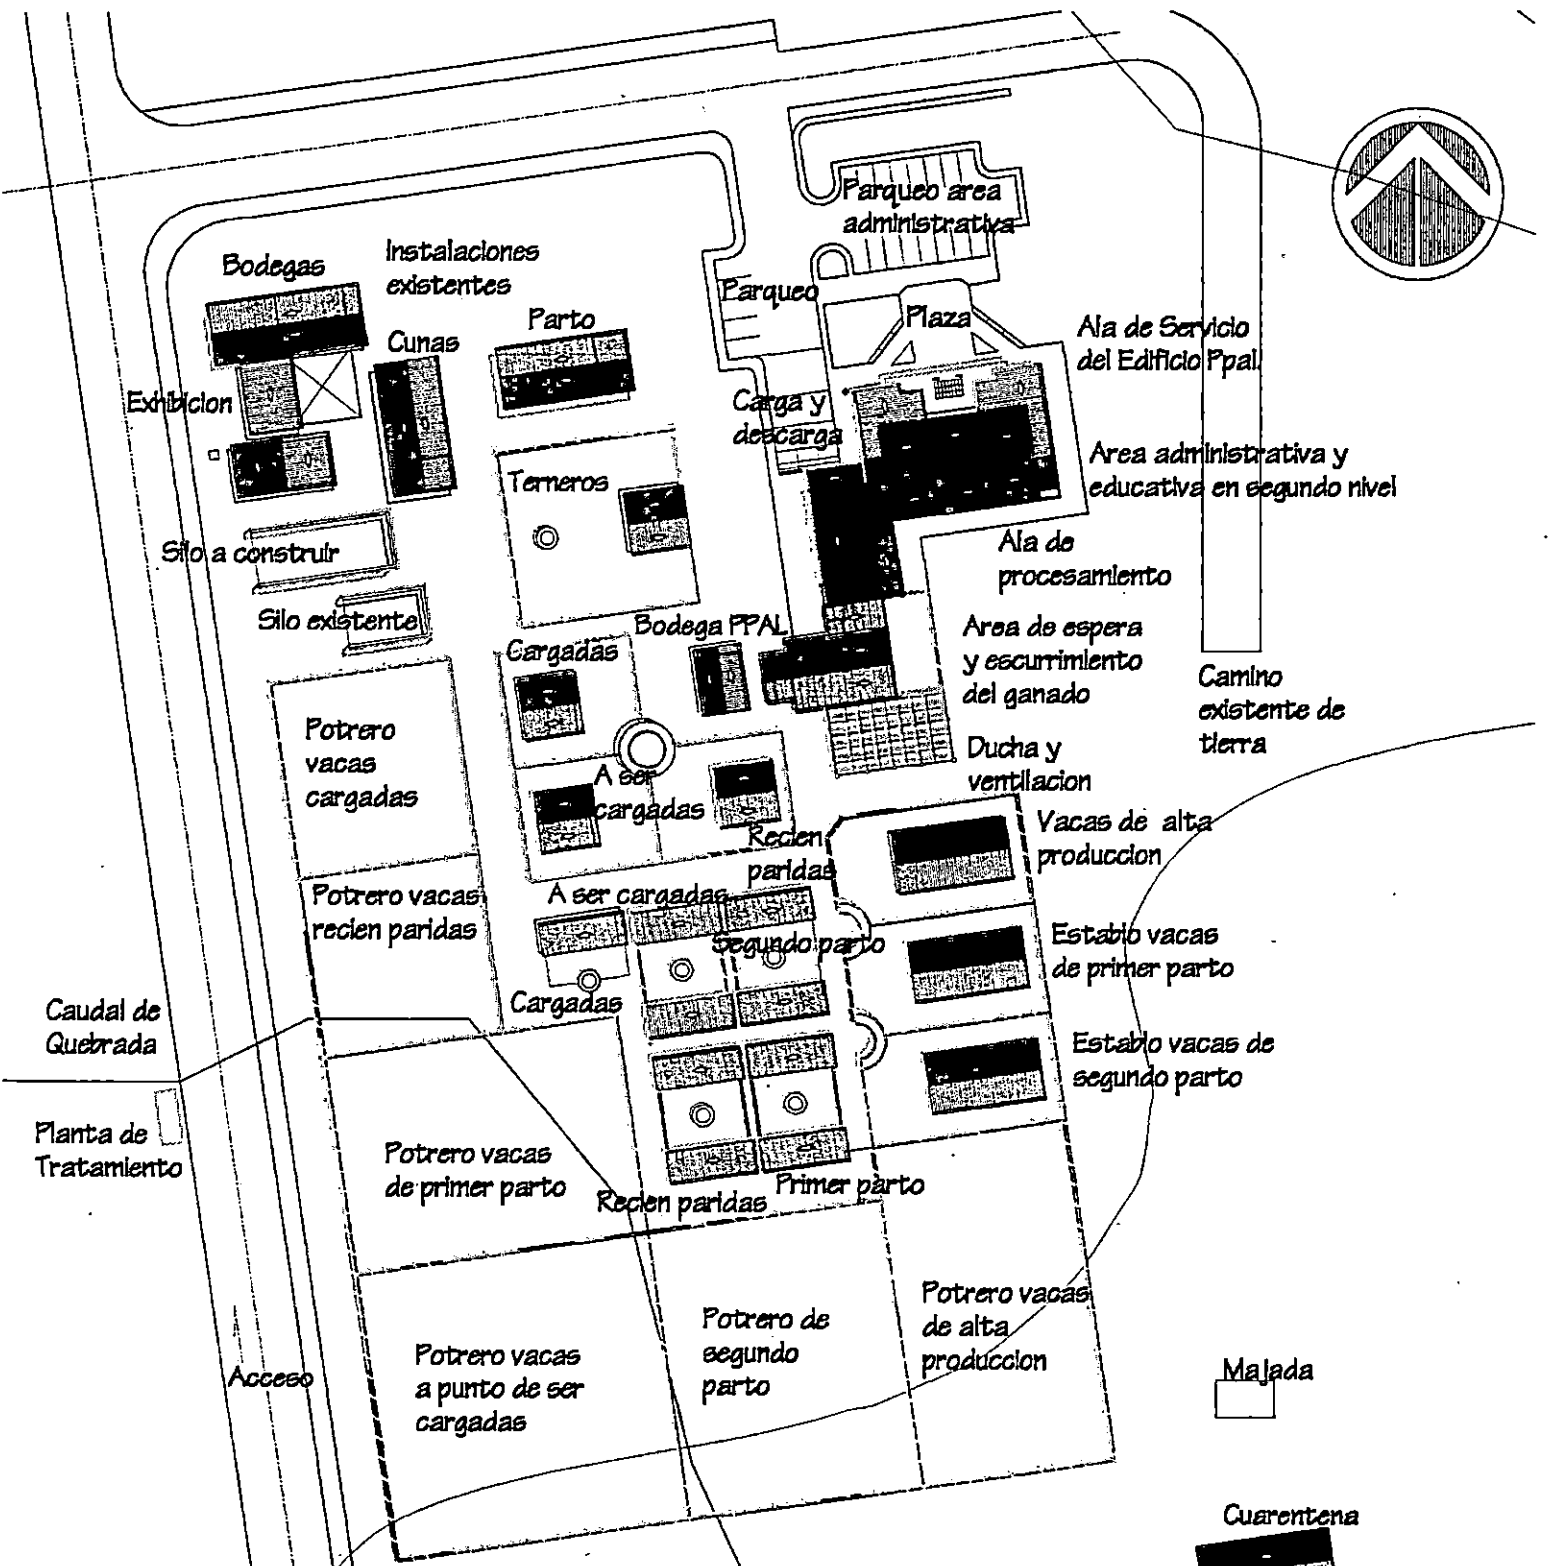 Parqueo area
administrativa
Instalaciones
existentes
Bodegas
Parqueo
Plaza
Parto
Cunas
Ala de Servicio
del Edificio Ppal.
Exhibicion
Carga y
descarga
Area administrativa y
educativa en segundo nivel
Terneros
Silo a construir
Ala de
procesamiento
Silo existente
Bodega PPAL
Cargadas
Area de espera
y escurrimiento
del ganado
Camino
existente de
tierra
Potrero
vacas
cargadas
Ducha y
ventilacion
A ser
cargadas
Recien
paridas
Vacas de alta
produccion
Potrero vacas
recien paridas
A ser cargadas
Segundo parto
Establo vacas
de primer parto
Cargadas
Caudal de
Quebrada
Establo vacas de
segundo parto
Planta de
Tratamiento
Potrero vacas
de primer parto
Recien paridas
Primer parto
Potrero vacas
de alta
produccion
Potrero de
segundo
parto
Potrero vacas
a punto de ser
cargadas
Acceso
Majada
Cuarentena